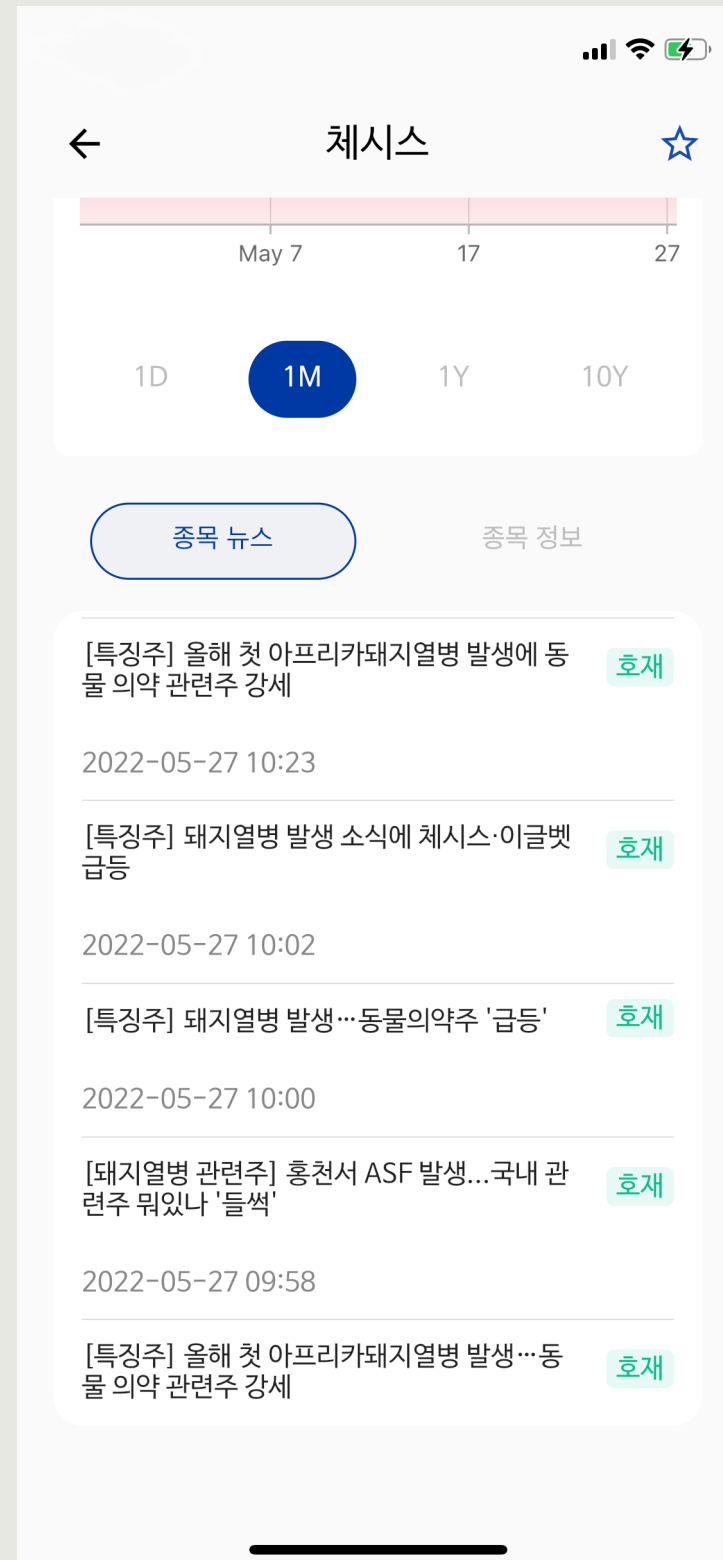 체시스
May 7 17 27
1D 1M 1Y 10Y
종목 뉴스 종목 정보
[특징주] 올해 첫 아프리카돼지열병 발생에 동
물 의약 관련주 강세
호재
2022-05-27 10:23
[특징주] 돼지열병 발생 소식에 체시스·이글벳
급등
호재
2022-05-27 10:02
[특징주] 돼지열병 발생…동물의약주 '급등'
호재
2022-05-27 10:00
[돼지열병 관련주] 홍천서 ASF 발생...국내 관
련주 뭐있나 '들썩'
호재
2022-05-27 09:58
[특징주] 올해 첫 아프리카돼지열병 발생…동
물 의약 관련주 강세
호재